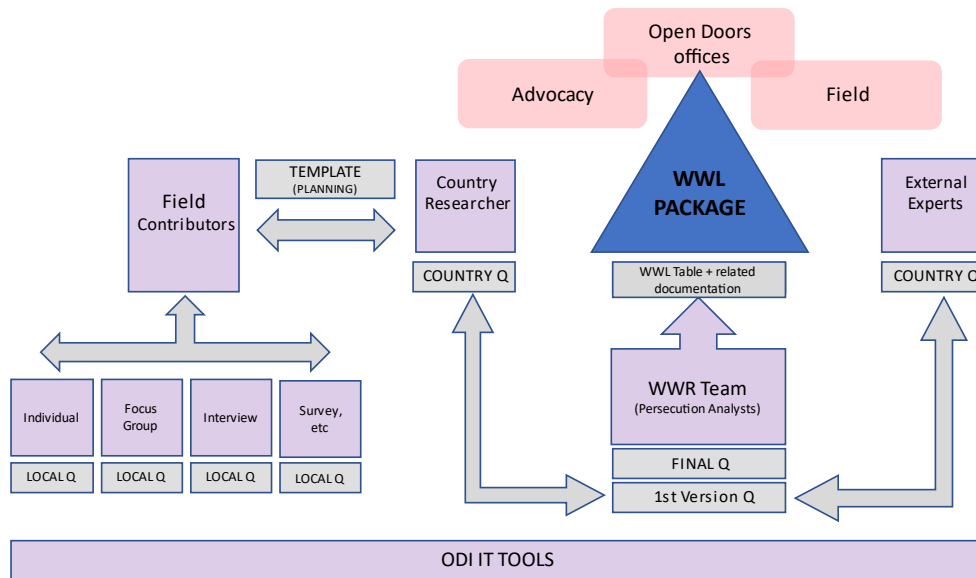 Open Doors
offices
Advocacy
Field
TEMPLATE
(PLANNING)
Field
Contributors
Country
Researcher
WWL
PACKAGE
External
Experts
COUNTRY Q
WWL Table + related
documentation
COUNTRY Q
WWR Team
(Persecution Analysts)
Individual
Focus
Group
Interview
Survey,
etc
LOCAL Q
LOCAL Q
LOCAL Q
LOCAL Q
FINAL Q
1st Version Q
ODI IT TOOLS